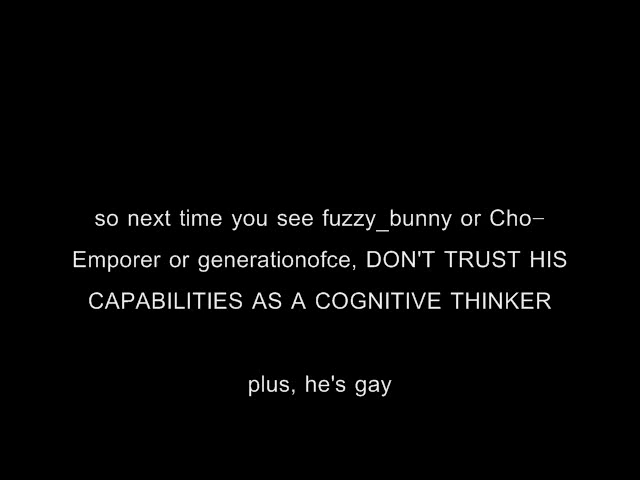 so next time you see fuzzy_bunny or Cho-
Emporer or generationofce, DON'T TRUST HIS
CAPABILITIES AS A COGNITIVE THINKER
plus, he's gay